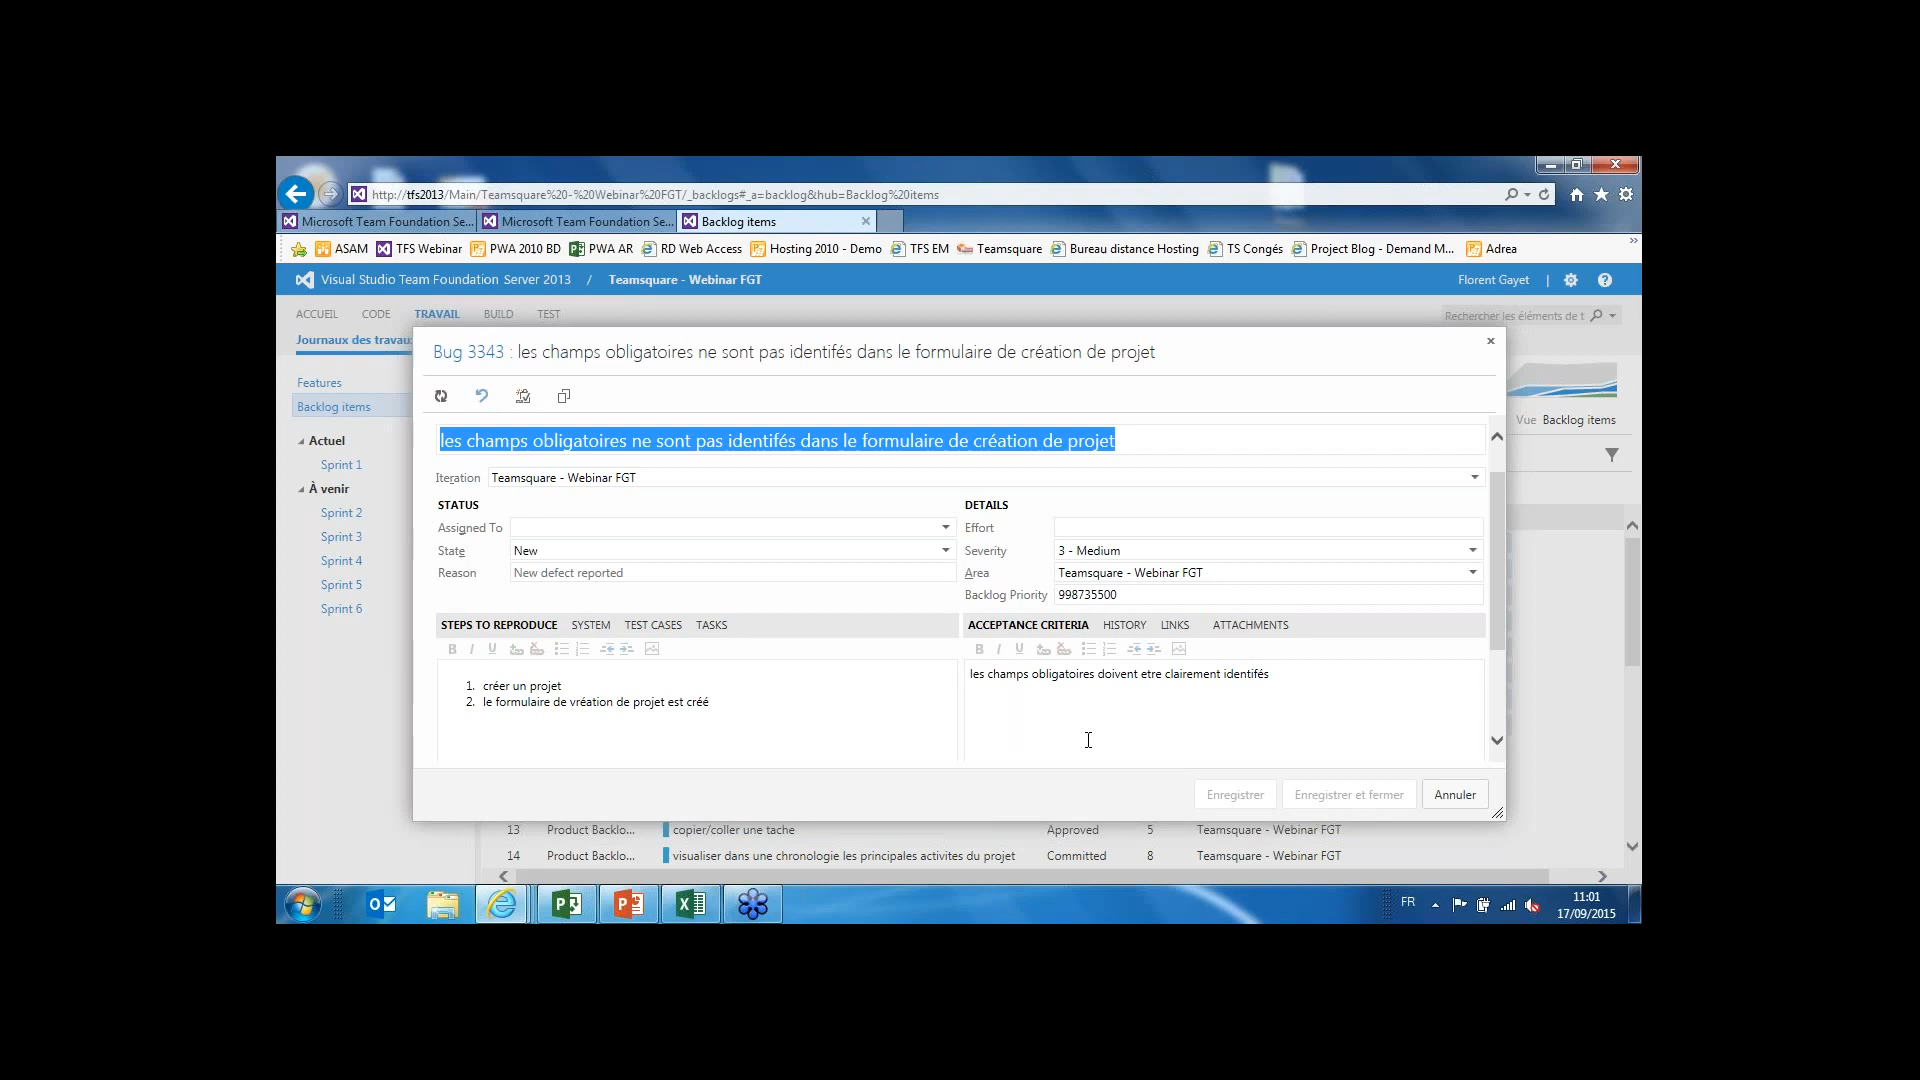 http://tfs2013/Main/Teamsquare%20-%20Webinar%20FGT/_backlogs#_a=backlog&hub=Backlog%20items
Microsoft Team Foundation Se... Microsoft Team Foundation Se... Backlog items
ASAM TFS Webinar PWA 2010 BD PWA AR RD Web Access Hosting 2010 - Demo TFS EM Teamsquare Bureau distance Hosting TS Congés Project Blog - Demand M... Adrea
Visual Studio Team Foundation Server 2013 / Teamsquare - Webinar FGT Florent Gayet |
ACCUEIL CODE TRAVAIL BUILD TEST
Rechercher les éléments de t
Journaux des travau
Bug 3343 : les champs obligatoires ne sont pas identifés dans le formulaire de création de projet
Features
Backlog items
Vue Backlog items
Actuel
Sprint 1
À venir
Sprint 2
Sprint 3
Sprint 4
Sprint 5
Sprint 6
les champs obligatoires ne sont pas identifés dans le formulaire de création de projet
Iteration Teamsquare - Webinar FGT
STATUS DETAILS
Assigned To Effort
State New Severity 3 - Medium
Reason New defect reported Area Teamsquare - Webinar FGT
Backlog Priority 998735500
STEPS TO REPRODUCE SYSTEM TEST CASES TASKS ACCEPTANCE CRITERIA HISTORY LINKS ATTACHMENTS
B I U B I U
les champs obligatoires doivent etre clairement identifés
1. créer un projet
2. le formulaire de vréation de projet est créé
Enregistrer Enregistrer et fermer Annuler
13 Product Backlo... copier/coller une tache Approved 5 Teamsquare - Webinar FGT
14 Product Backlo... visualiser dans une chronologie les principales activites du projet Committed 8 Teamsquare - Webinar FGT
FR 11:01
17/09/2015